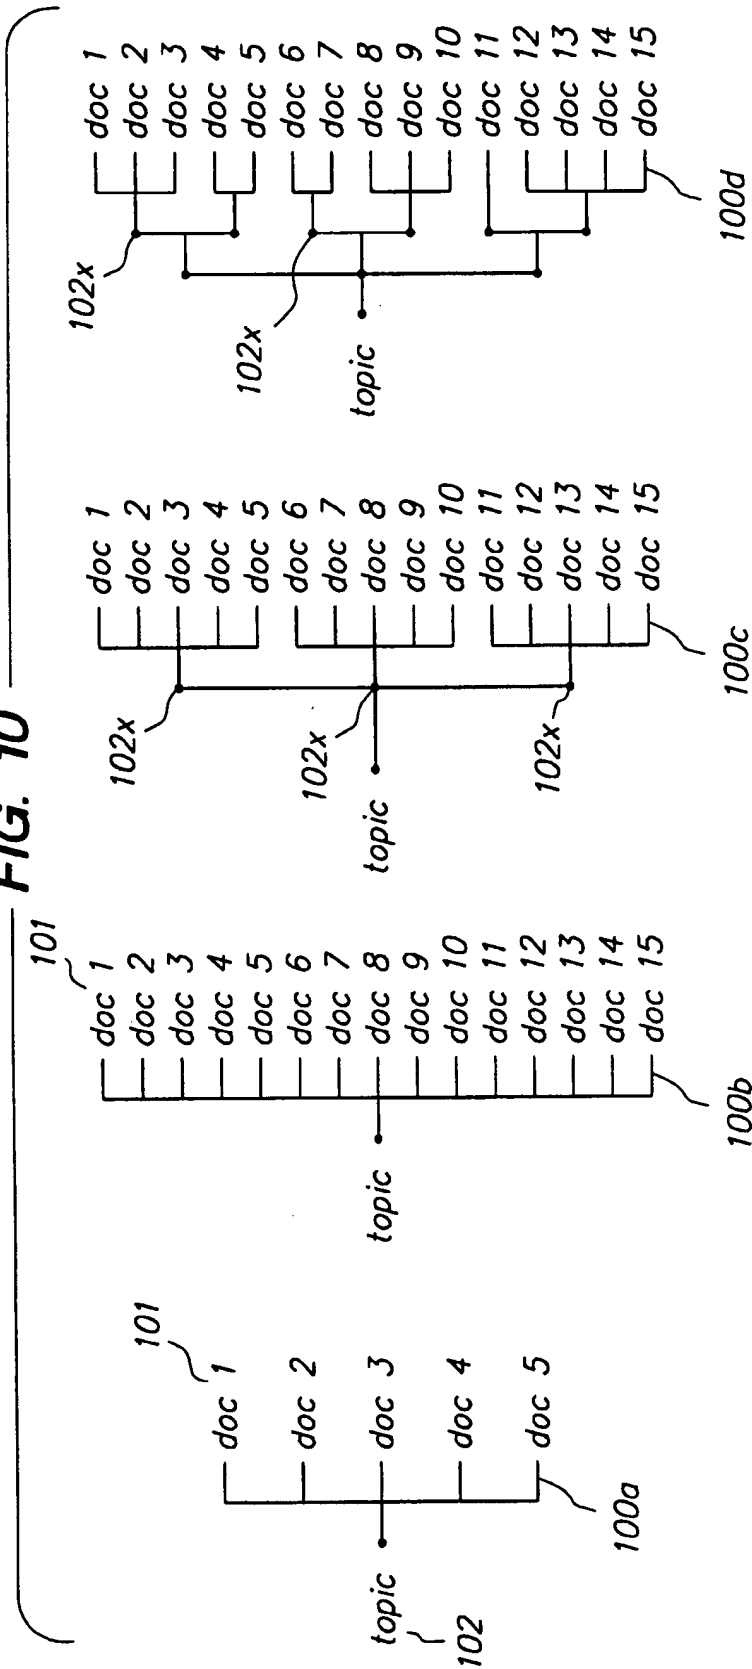 FIG. 10
topic
102
101
doc 1
doc 2
doc 3
doc 4
doc 5
100a
topic
101
doc 1
doc 2
doc 3
doc 4
doc 5
doc 6
doc 7
doc 8
doc 9
doc 10
doc 11
doc 12
doc 13
doc 14
doc 15
100b
topic
102x
102x
102x
doc 1
doc 2
doc 3
doc 4
doc 5
doc 6
doc 7
doc 8
doc 9
doc 10
doc 11
doc 12
doc 13
doc 14
doc 15
100c
topic
102x
102x
doc 1
doc 2
doc 3
doc 4
doc 5
doc 6
doc 7
doc 8
doc 9
doc 10
doc 11
doc 12
doc 13
doc 14
doc 15
100d